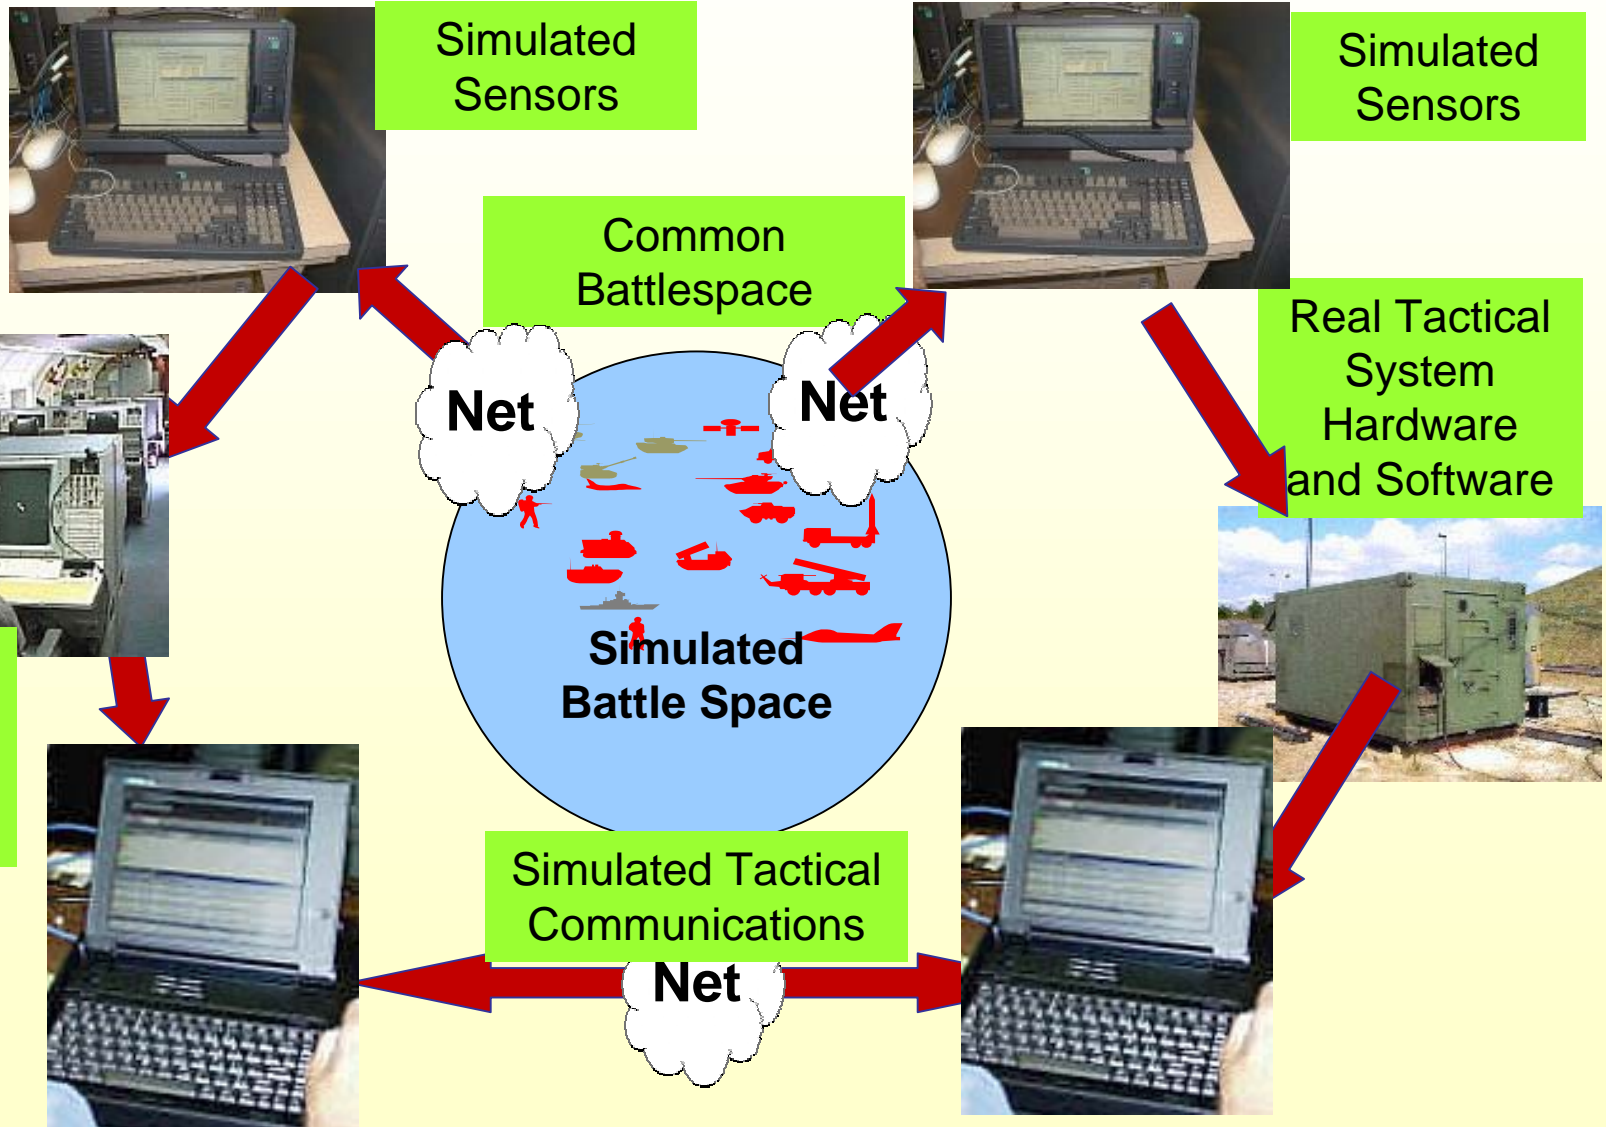 Simulated
Sensors
Simulated
Sensors
Common
Battlespace
Real Tactical
System
Hardware
and Software
Net
Net
Simulated
Battle Space
Simulated Tactical
Communications
Net